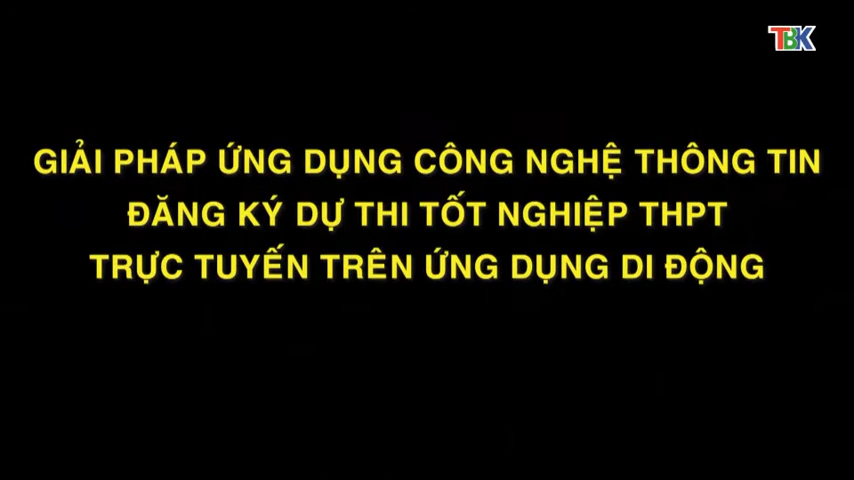 TBK
GIẢI PHÁP ỨNG DỤNG CÔNG NGHỆ THÔNG TIN
ĐĂNG KÝ DỰ THI TỐT NGHIỆP THPT
TRỰC TUYẾN TRÊN ỨNG DỤNG DI ĐỘNG